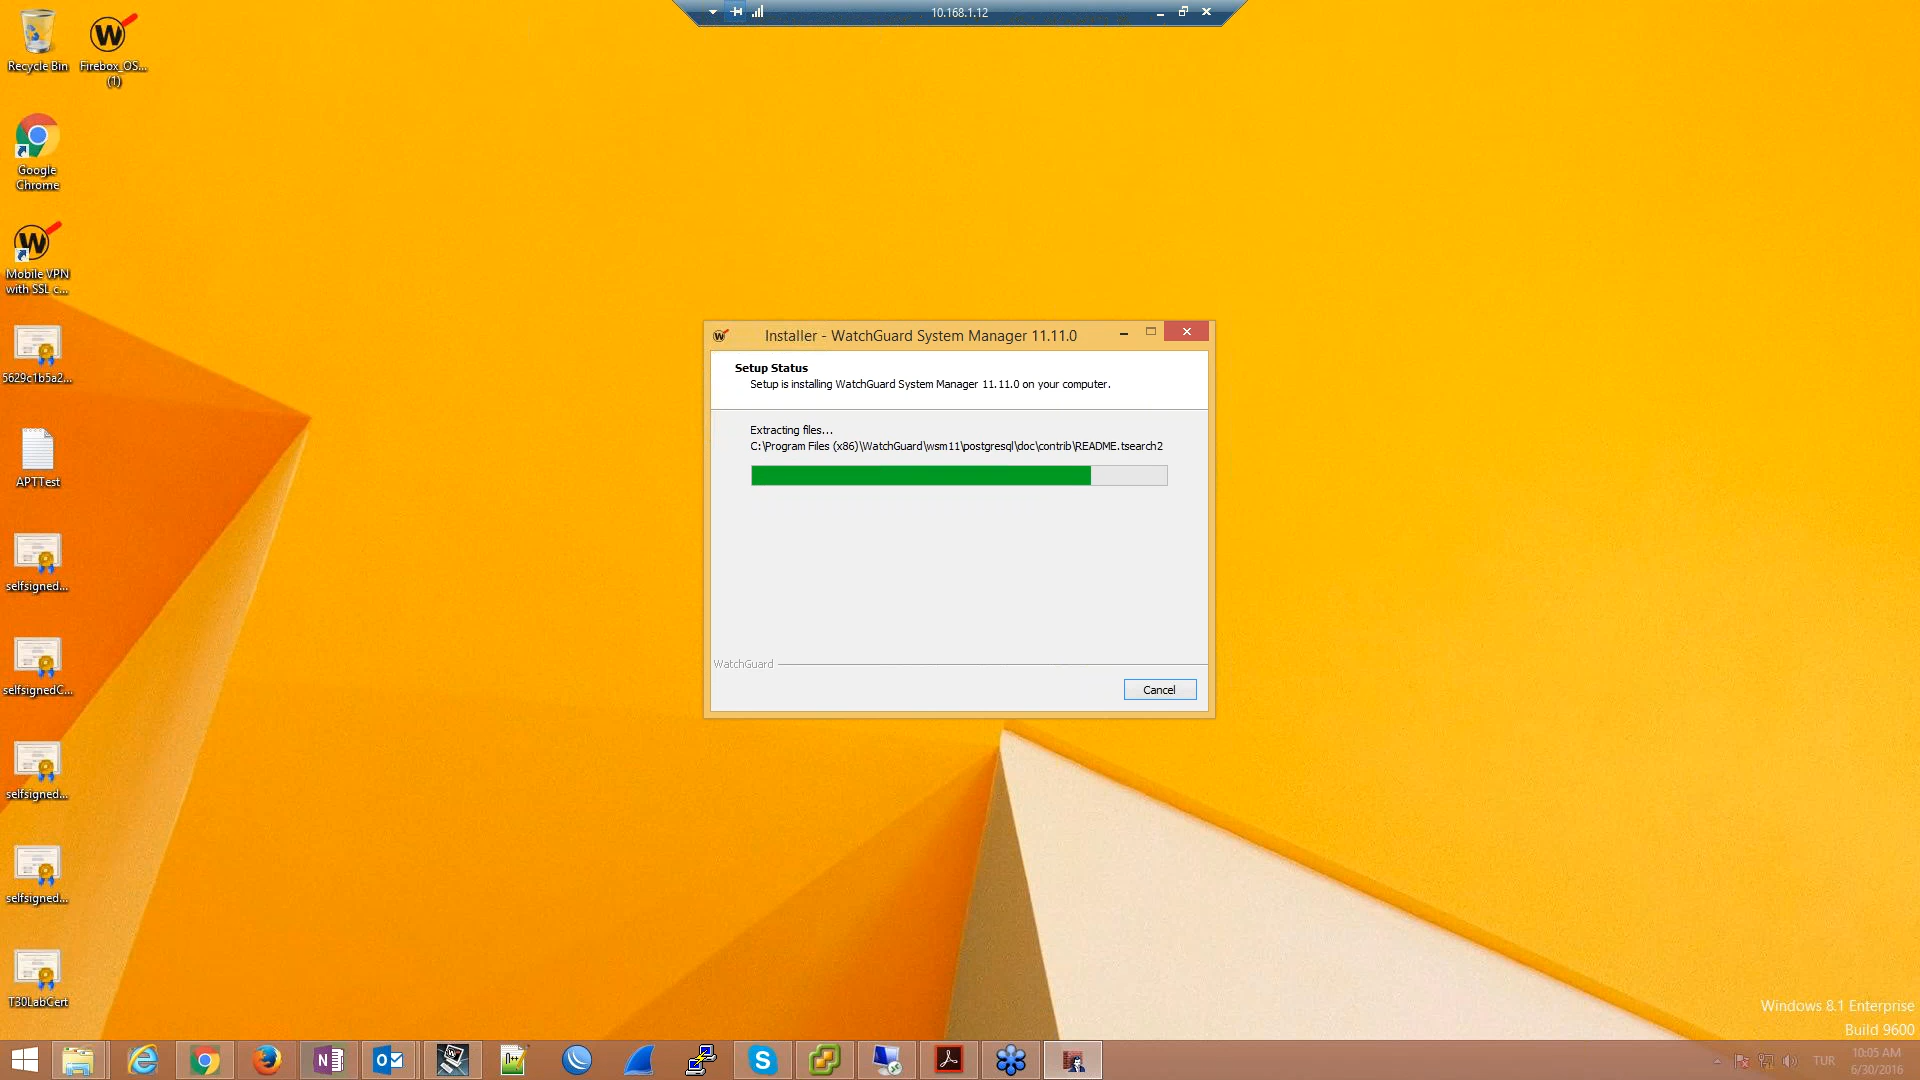 10.168.1.12
Recycle Bin
Firebox_OS...
(1)
Google
Chrome
Mobile VPN
with SSL c...
5629c1b5a2...
APTTest
selfsigned...
selfsignedC...
selfsigned...
selfsigned...
T30LabCert
Installer - WatchGuard System Manager 11.11.0
Setup Status
Setup is installing WatchGuard System Manager 11.11.0 on your computer.
Extracting files...
C:\Program Files (x86)\WatchGuard\wsm11\postgresql\doc\contrib\README.tsearch2
WatchGuard
Cancel
Windows 8.1 Enterprise
Build 9600
TUR
10:05 AM
6/30/2016